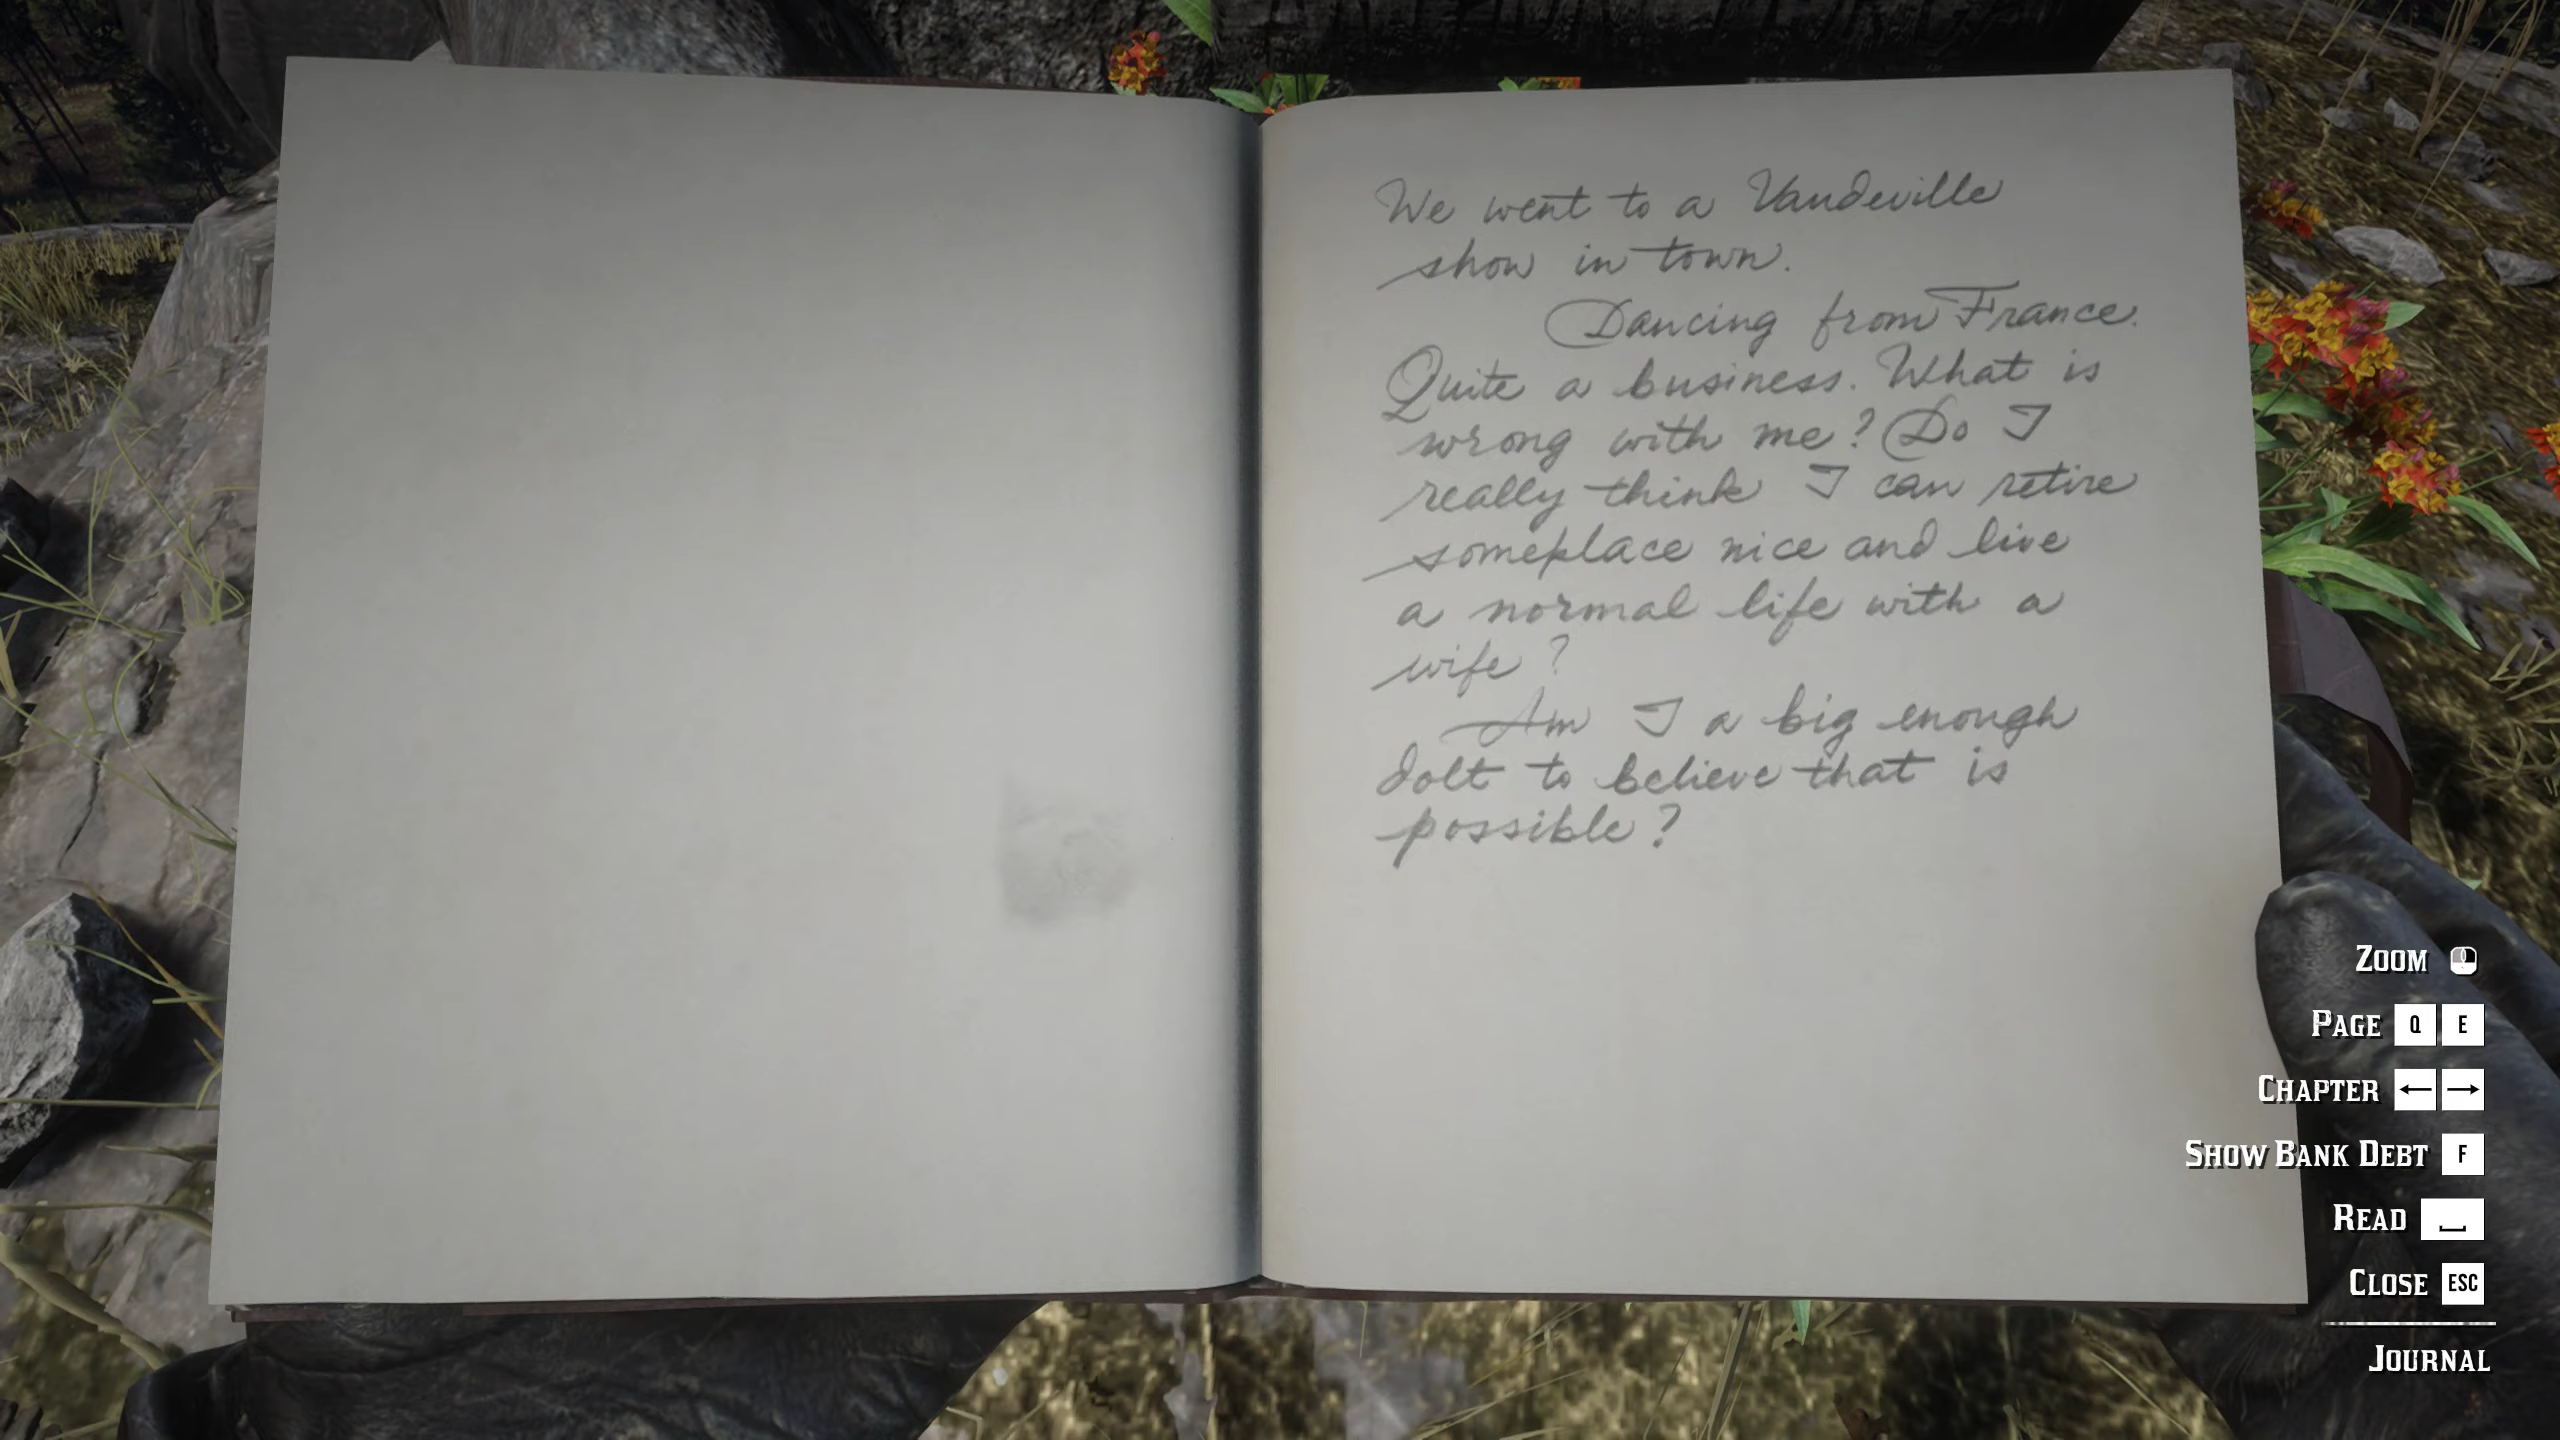 We went to a Vaudeville
show in town.
Dancing from France.
Quite a business. What is
wrong with me? Do I
really think I can retire
someplace nice and live
a normal life with a
wife?
Am I a big enough
dolt to believe that is
possible?
ZOOM
PAGE Q E
CHAPTER ← →
SHOW BANK DEBT F
READ
CLOSE ESC
JOURNAL